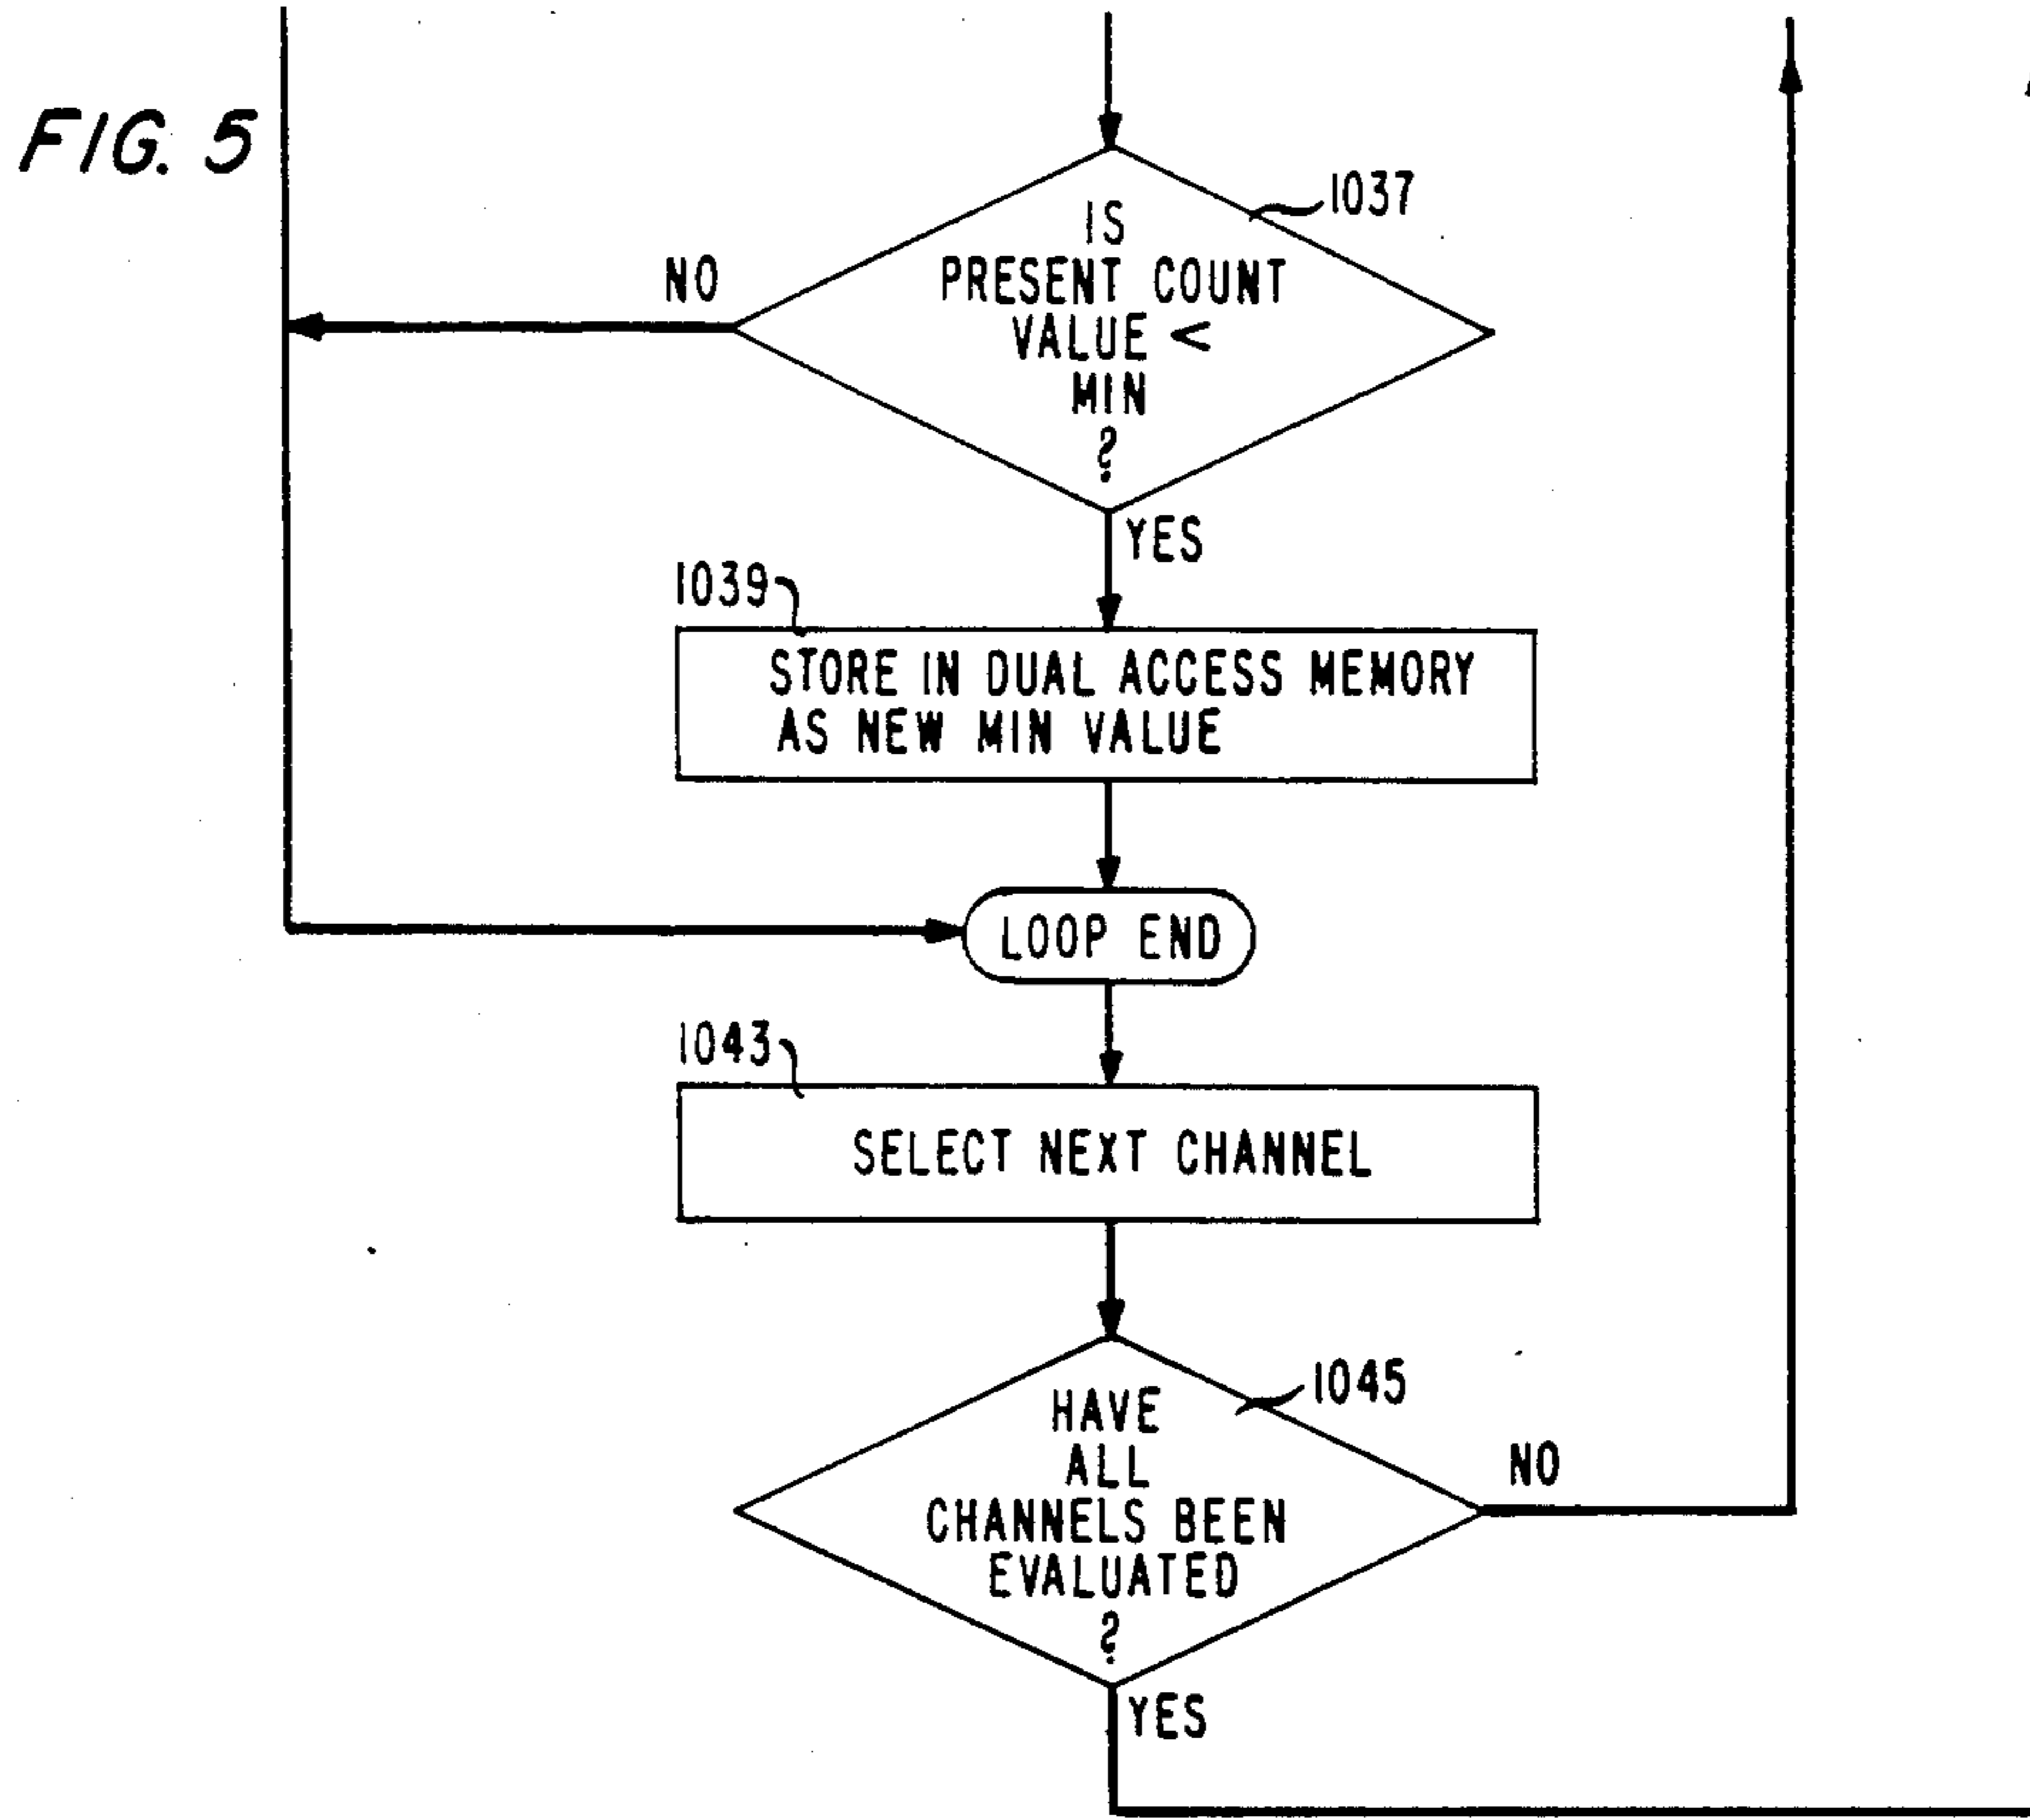 FIG. 5
1037
IS
PRESENT COUNT
VALUE <
MIN
?
NO
YES
1039
STORE IN DUAL ACCESS MEMORY
AS NEW MIN VALUE
LOOP END
1043
SELECT NEXT CHANNEL
1045
HAVE
ALL
CHANNELS BEEN
EVALUATED
?
NO
YES